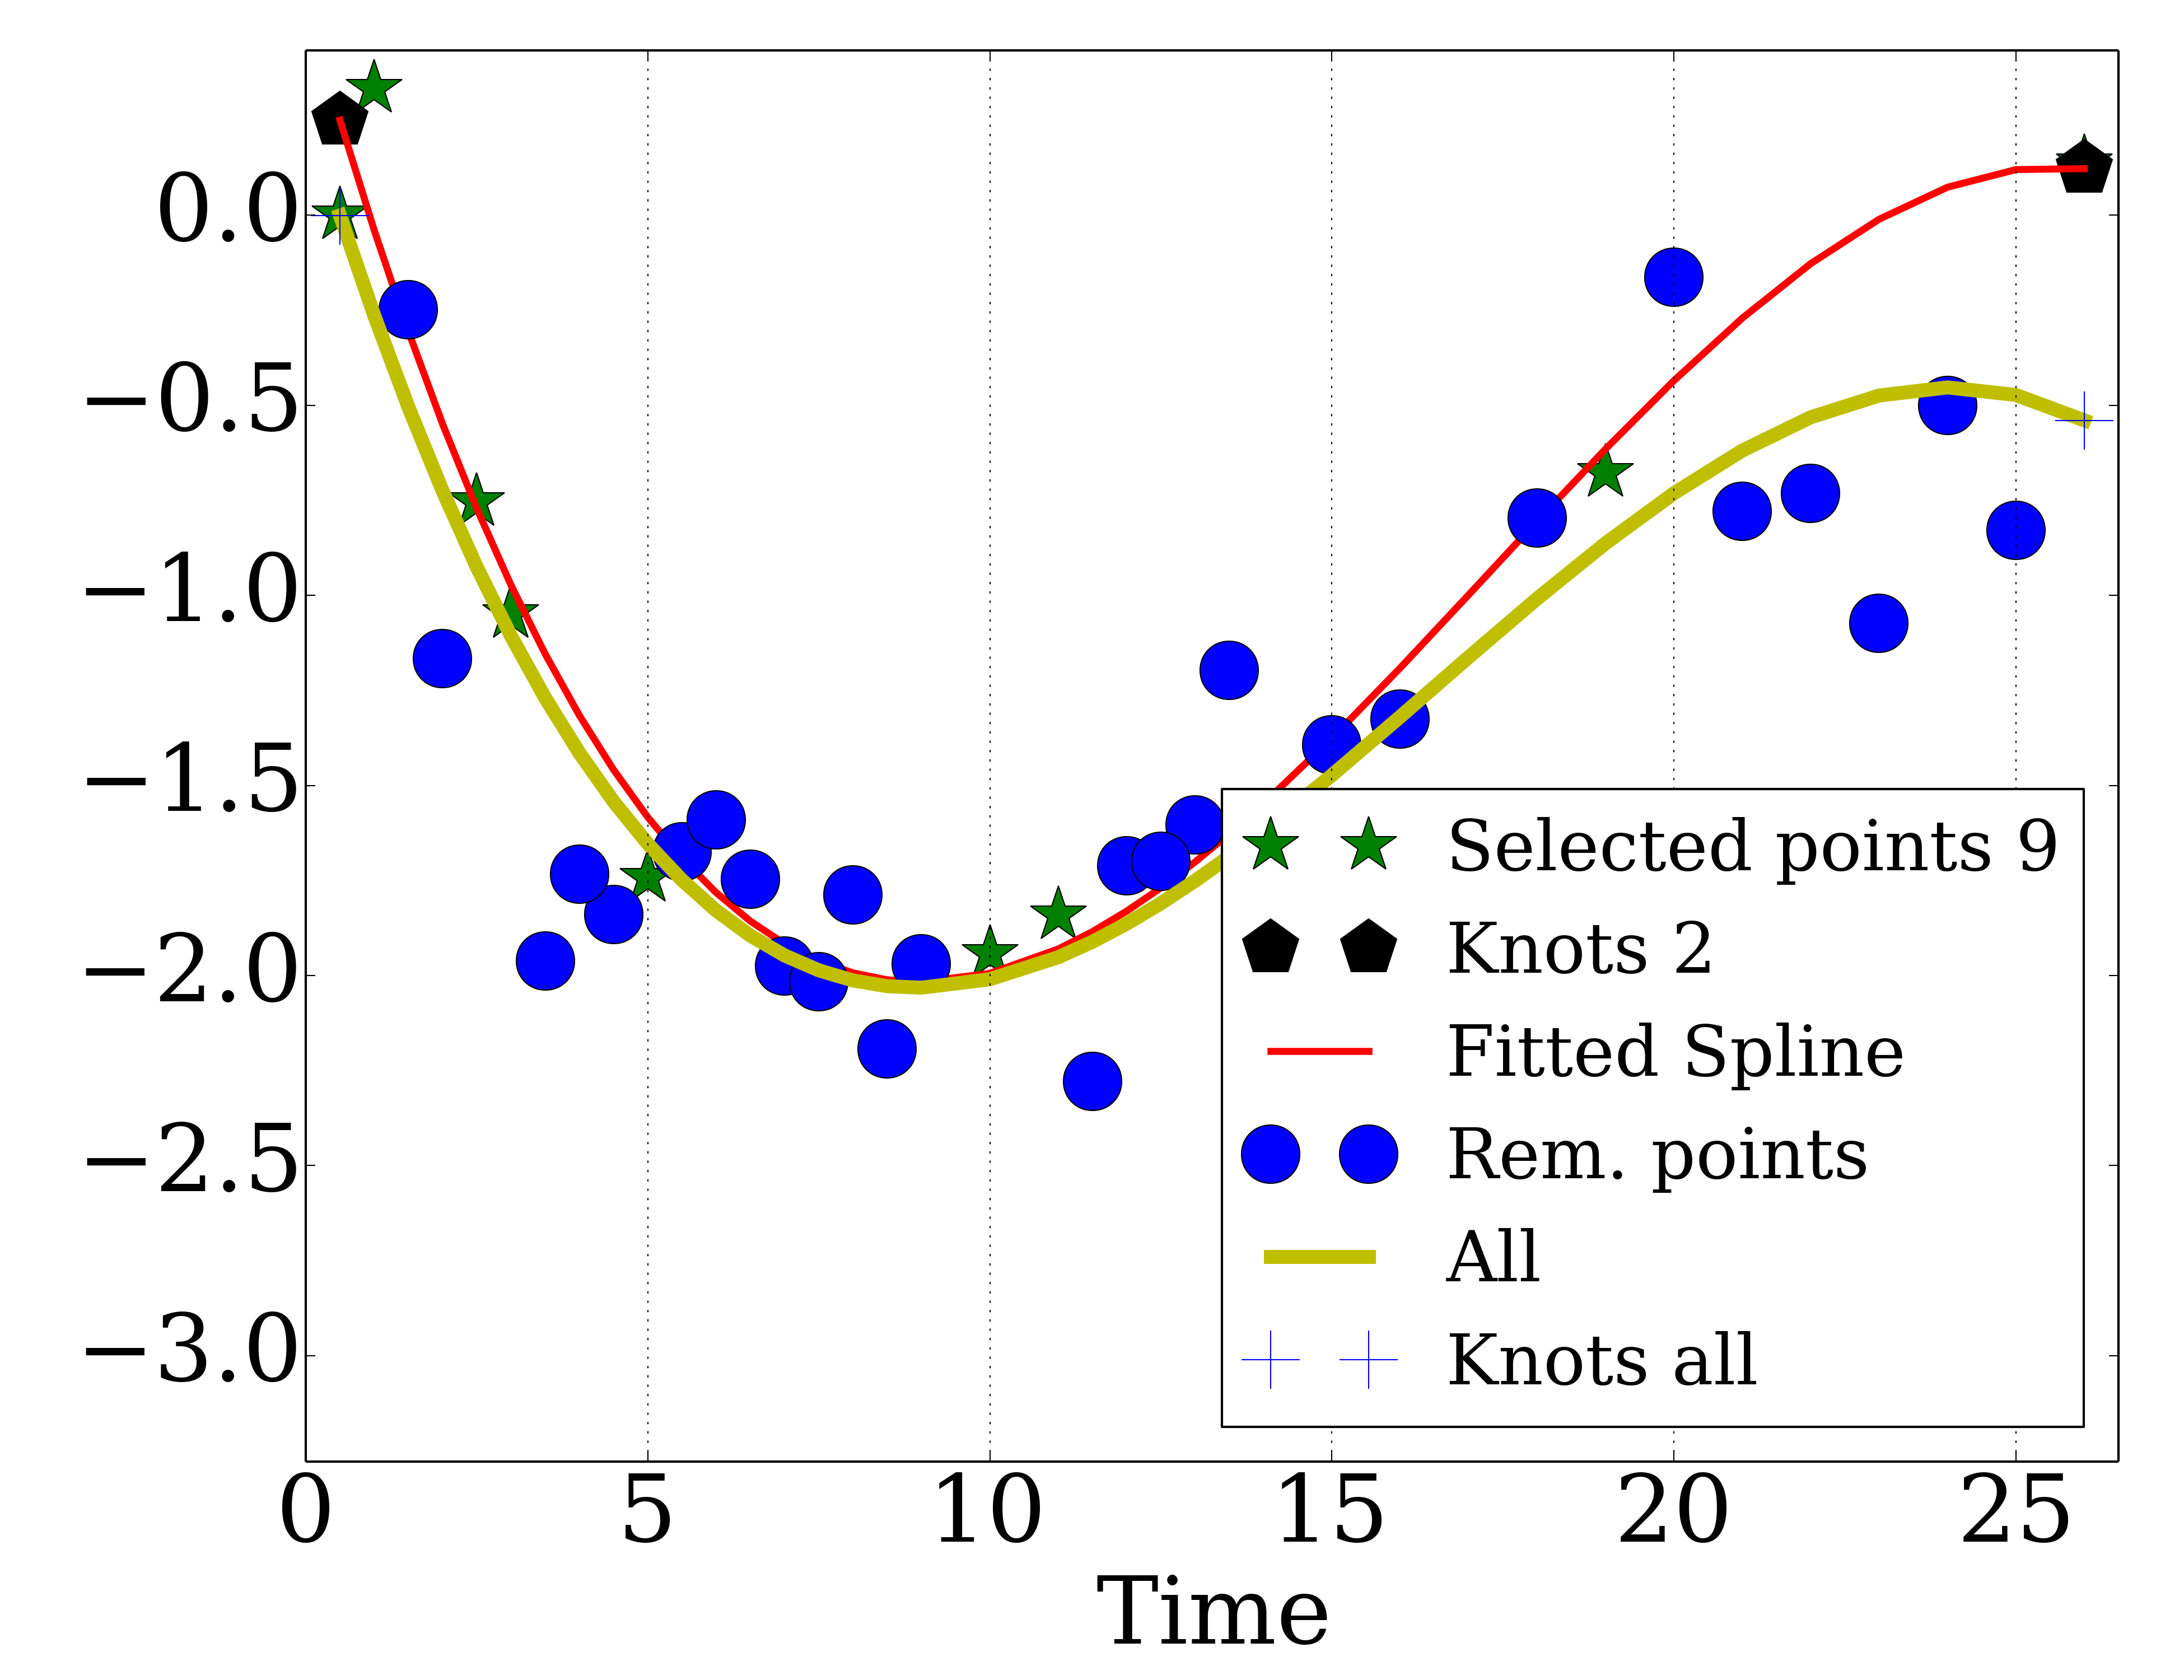 0.0
−0.5
−1.0
−1.5
−2.0
−2.5
−3.0
Selected points 9
Knots 2
Fitted Spline
Rem. points
All
Knots all
0 5 10 15 20 25
Time